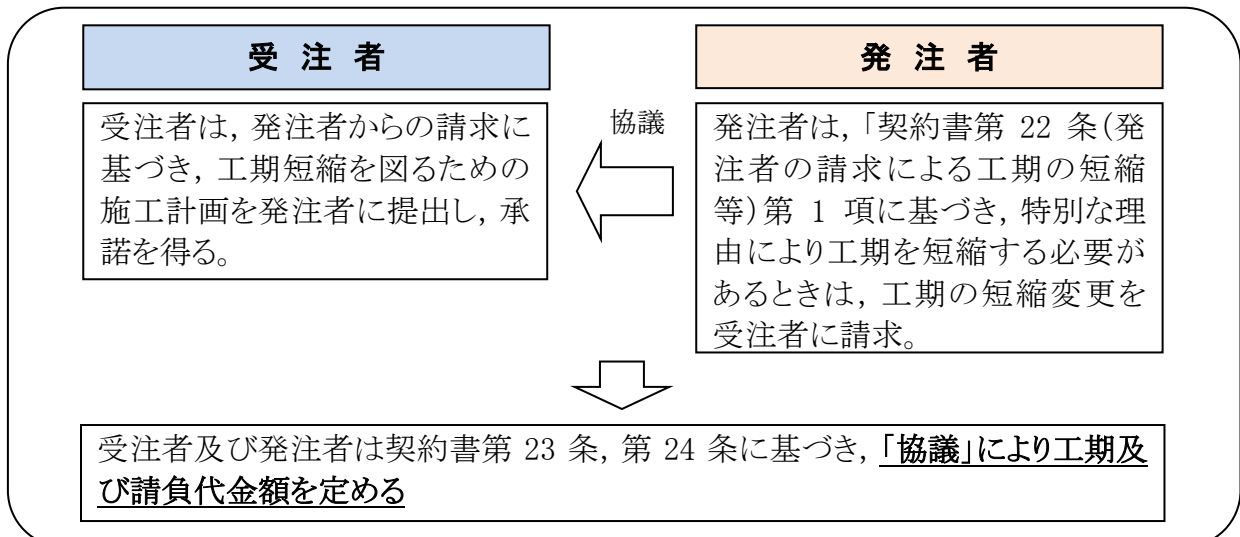 受 注 者
受注者は，発注者からの請求に
基づき，工期短縮を図るための
施工計画を発注者に提出し，承
諾を得る。
協議
発 注 者
発注者は，「契約書第 22 条（発
注者の請求による工期の短縮
等）第 1 項に基づき，特別な理
由により工期を短縮する必要が
あるときは，工期の短縮変更を
受注者に請求。
受注者及び発注者は契約書第 23 条，第 24 条に基づき，「協議」により工期及
び請負代金額を定める